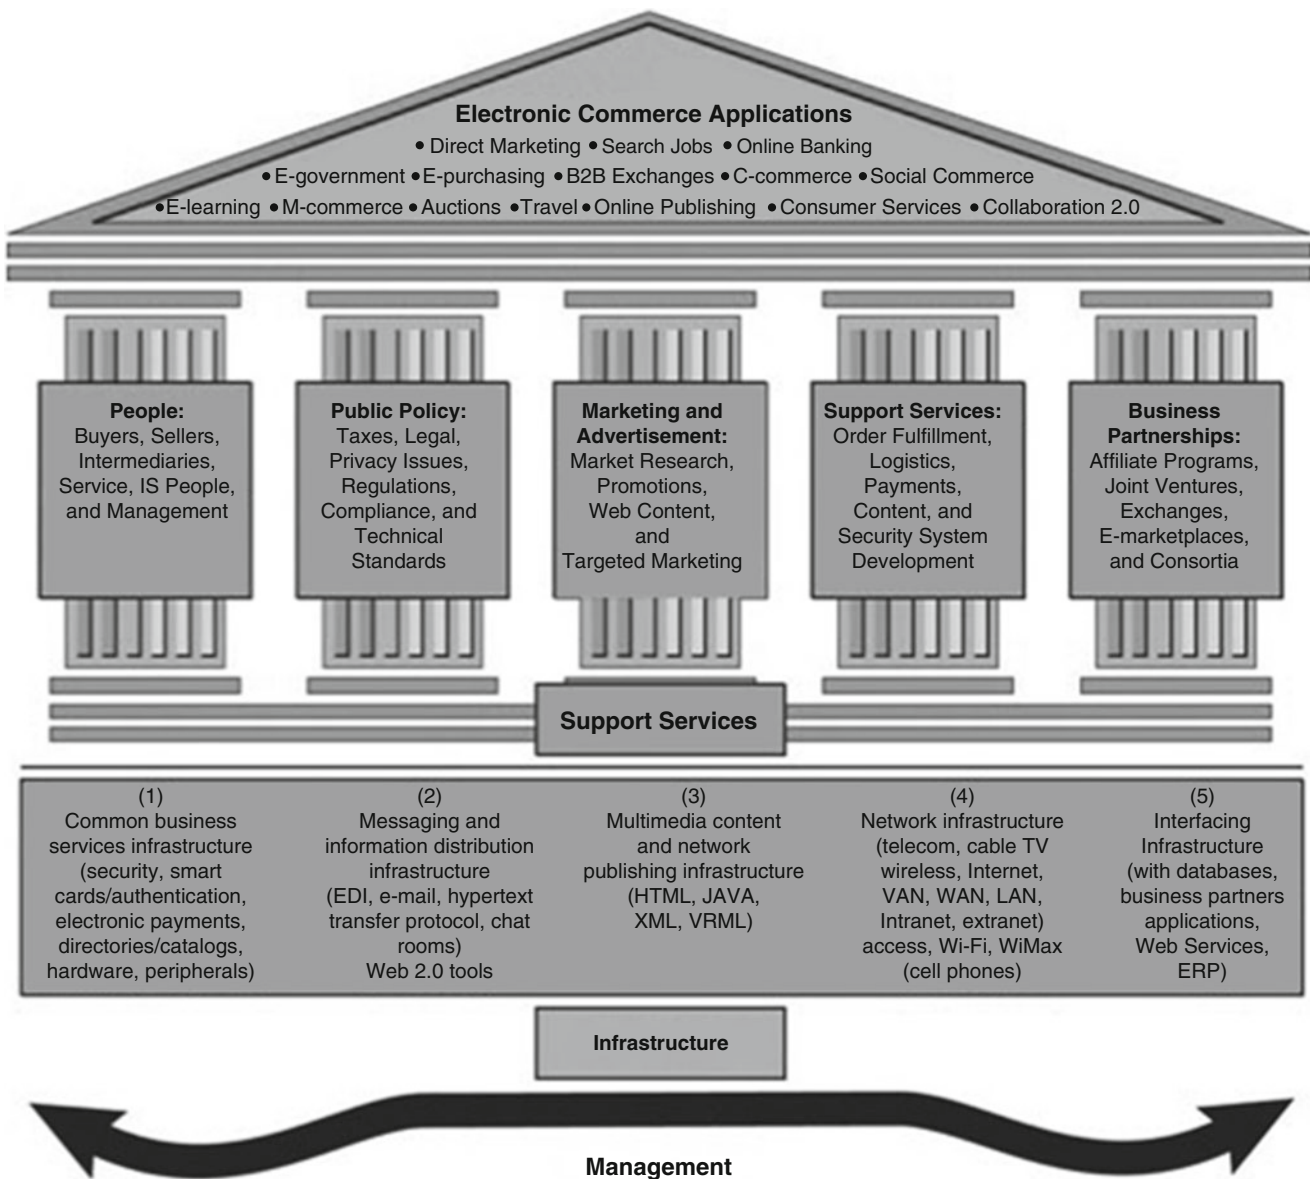 Electronic Commerce Applications
• Direct Marketing • Search Jobs • Online Banking
• E-government • E-purchasing • B2B Exchanges • C-commerce • Social Commerce
• E-learning • M-commerce • Auctions • Travel • Online Publishing • Consumer Services • Collaboration 2.0
People:
Buyers, Sellers,
Intermediaries,
Service, IS People,
and Management
Public Policy:
Taxes, Legal,
Privacy Issues,
Regulations,
Compliance, and
Technical
Standards
Marketing and
Advertisement:
Market Research,
Promotions,
Web Content,
and
Targeted Marketing
Support Services:
Order Fulfillment,
Logistics,
Payments,
Content, and
Security System
Development
Business
Partnerships:
Affiliate Programs,
Joint Ventures,
Exchanges,
E-marketplaces,
and Consortia
Support Services
(1)
Common business
services infrastructure
(security, smart
cards/authentication,
electronic payments,
directories/catalogs,
hardware, peripherals)
(2)
Messaging and
information distribution
infrastructure
(EDI, e-mail, hypertext
transfer protocol, chat
rooms)
Web 2.0 tools
(3)
Multimedia content
and network
publishing infrastructure
(HTML, JAVA,
XML, VRML)
(4)
Network infrastructure
(telecom, cable TV
wireless, Internet,
VAN, WAN, LAN,
Intranet, extranet)
access, Wi-Fi, WiMax
(cell phones)
(5)
Interfacing
Infrastructure
(with databases,
business partners
applications,
Web Services,
ERP)
Infrastructure
Management